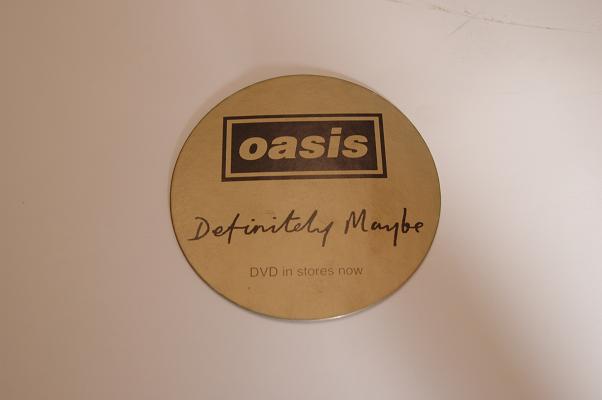 oasis
Definitely Maybe
DVD in stores now